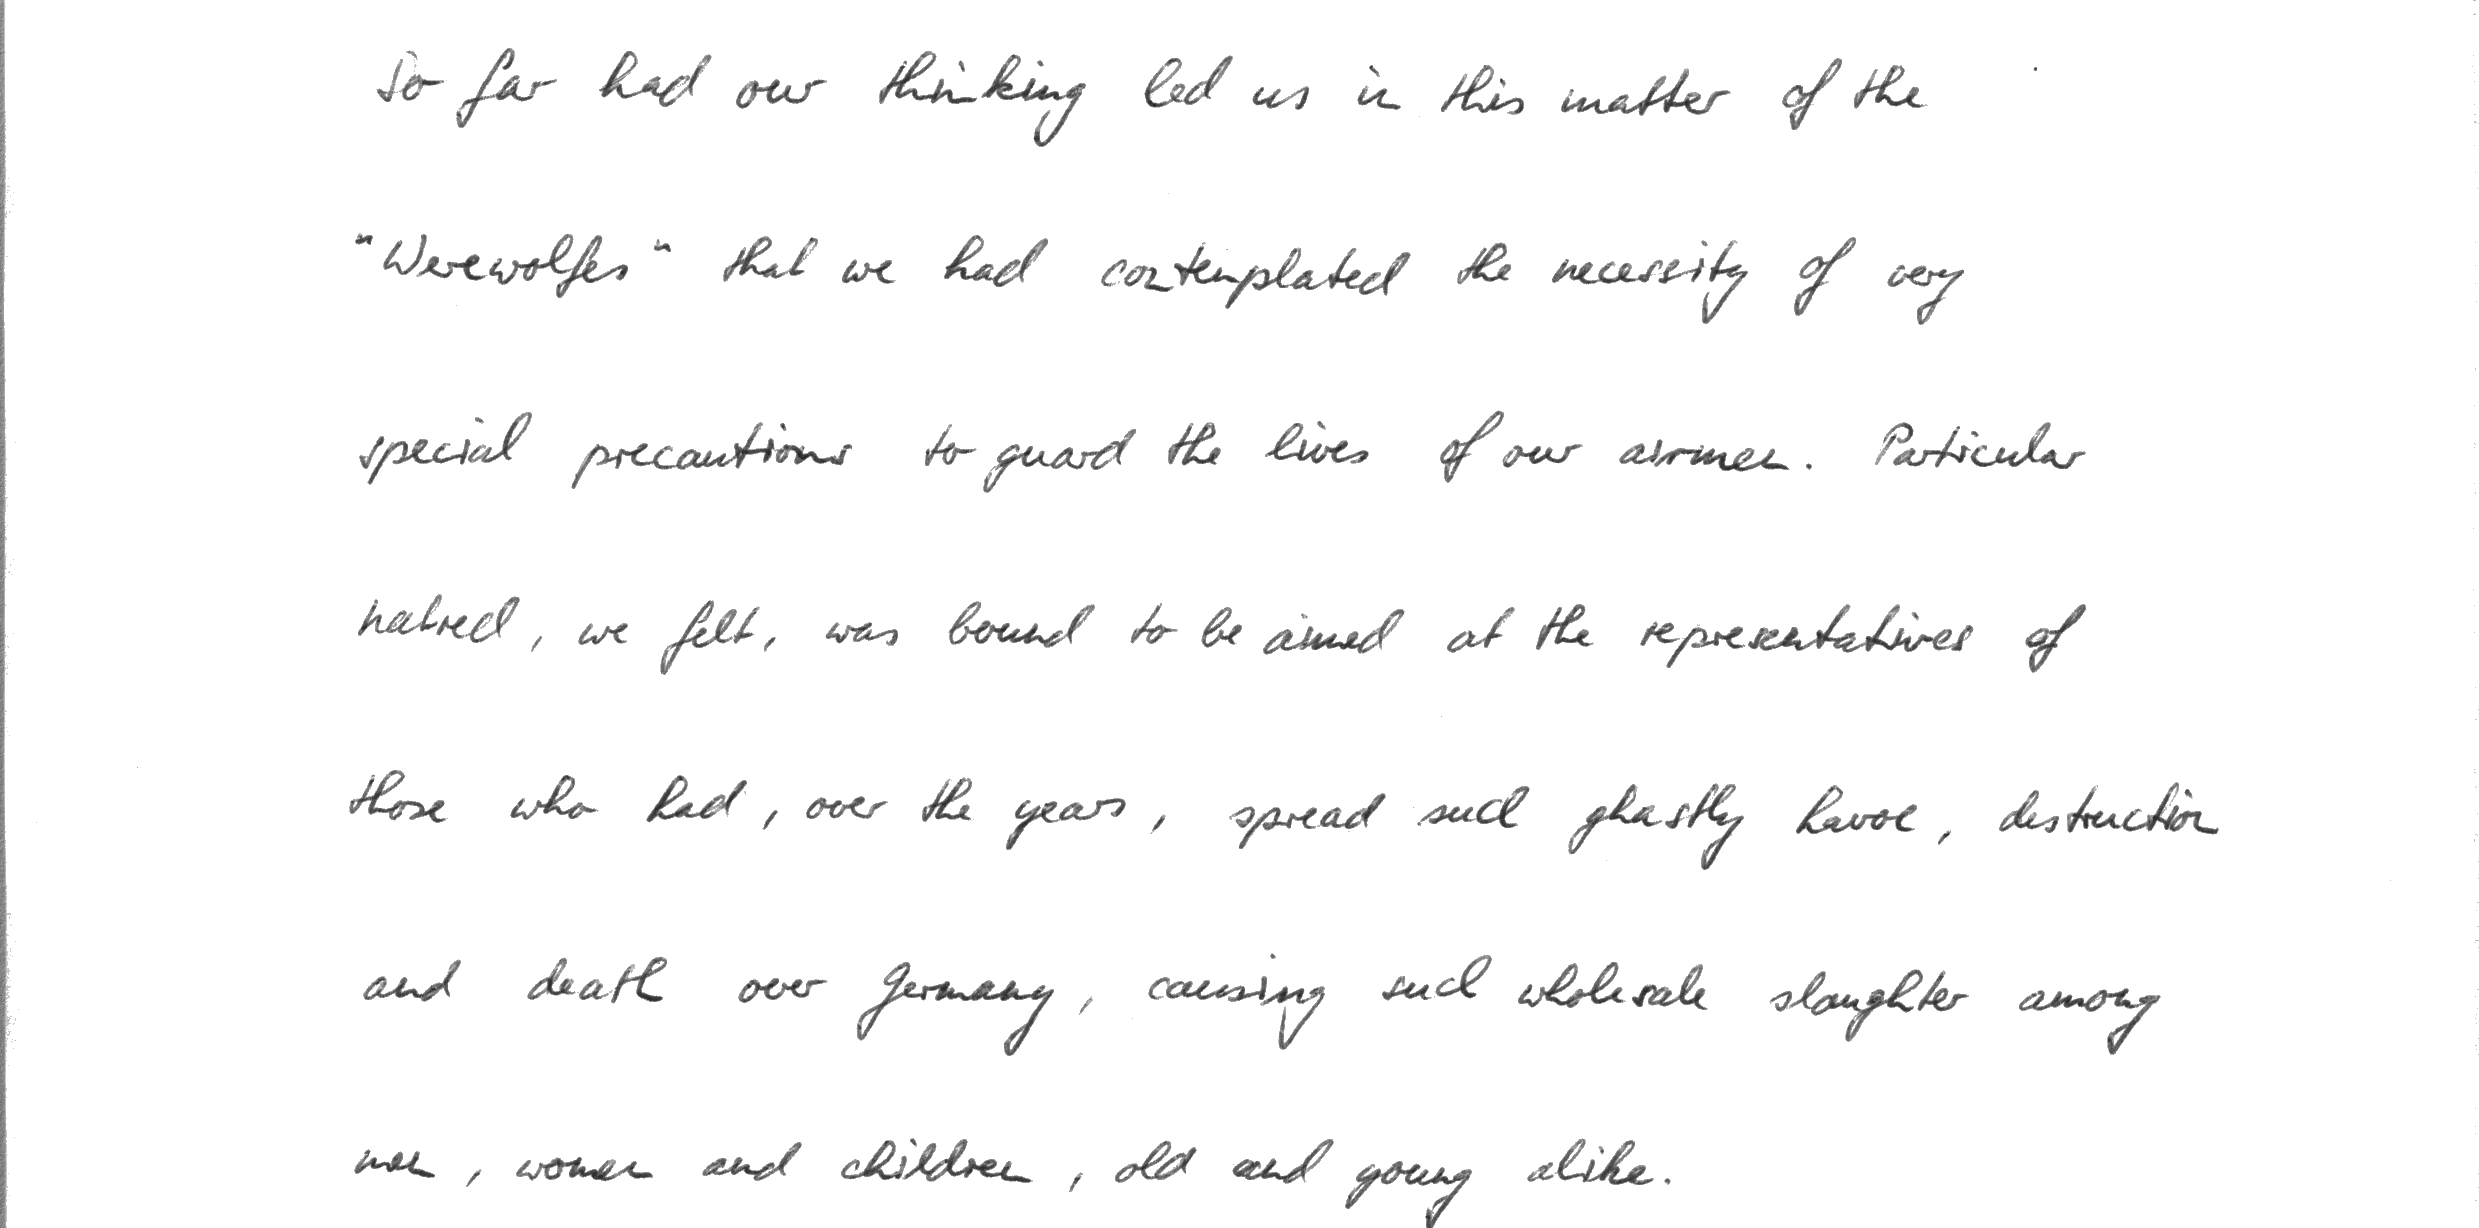 So far had our thinking led us in this matter of the
"Werewolfes" that we had contemplated the necessity of very
special precautions to guard the lives of our airmen. Particular
hatred, we felt, was bound to be aimed at the representatives of
those who had, over the years, spread such ghastly havoc, destruction
and death over Germany, causing such wholesale slaughter among
men, women and children, old and young alike.